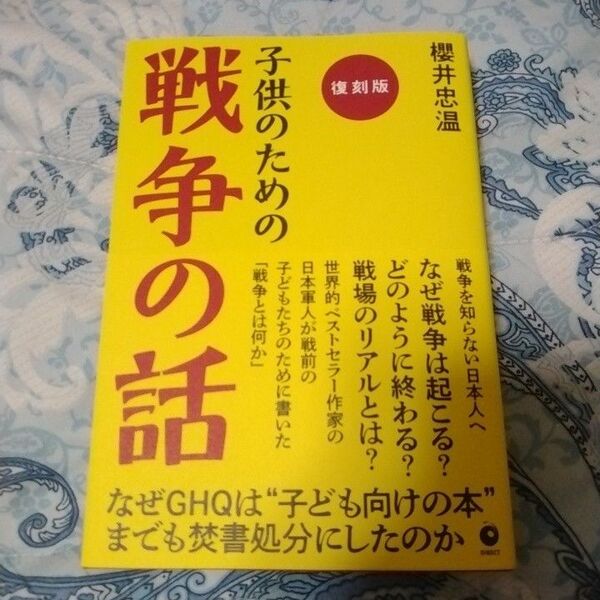 櫻井忠温
復刻版
子供のための
戦争の話
戦争を知らない日本人へ
なぜ戦争は起こる?
どのように終わる?
戦場のリアルとは?
世界的ベストセラー作家の
日本軍人が戦前の
子どもたちのために書いた
「戦争とは何か」
なぜGHQは“子ども向けの本”
までも焚書処分にしたのか
DIRECT